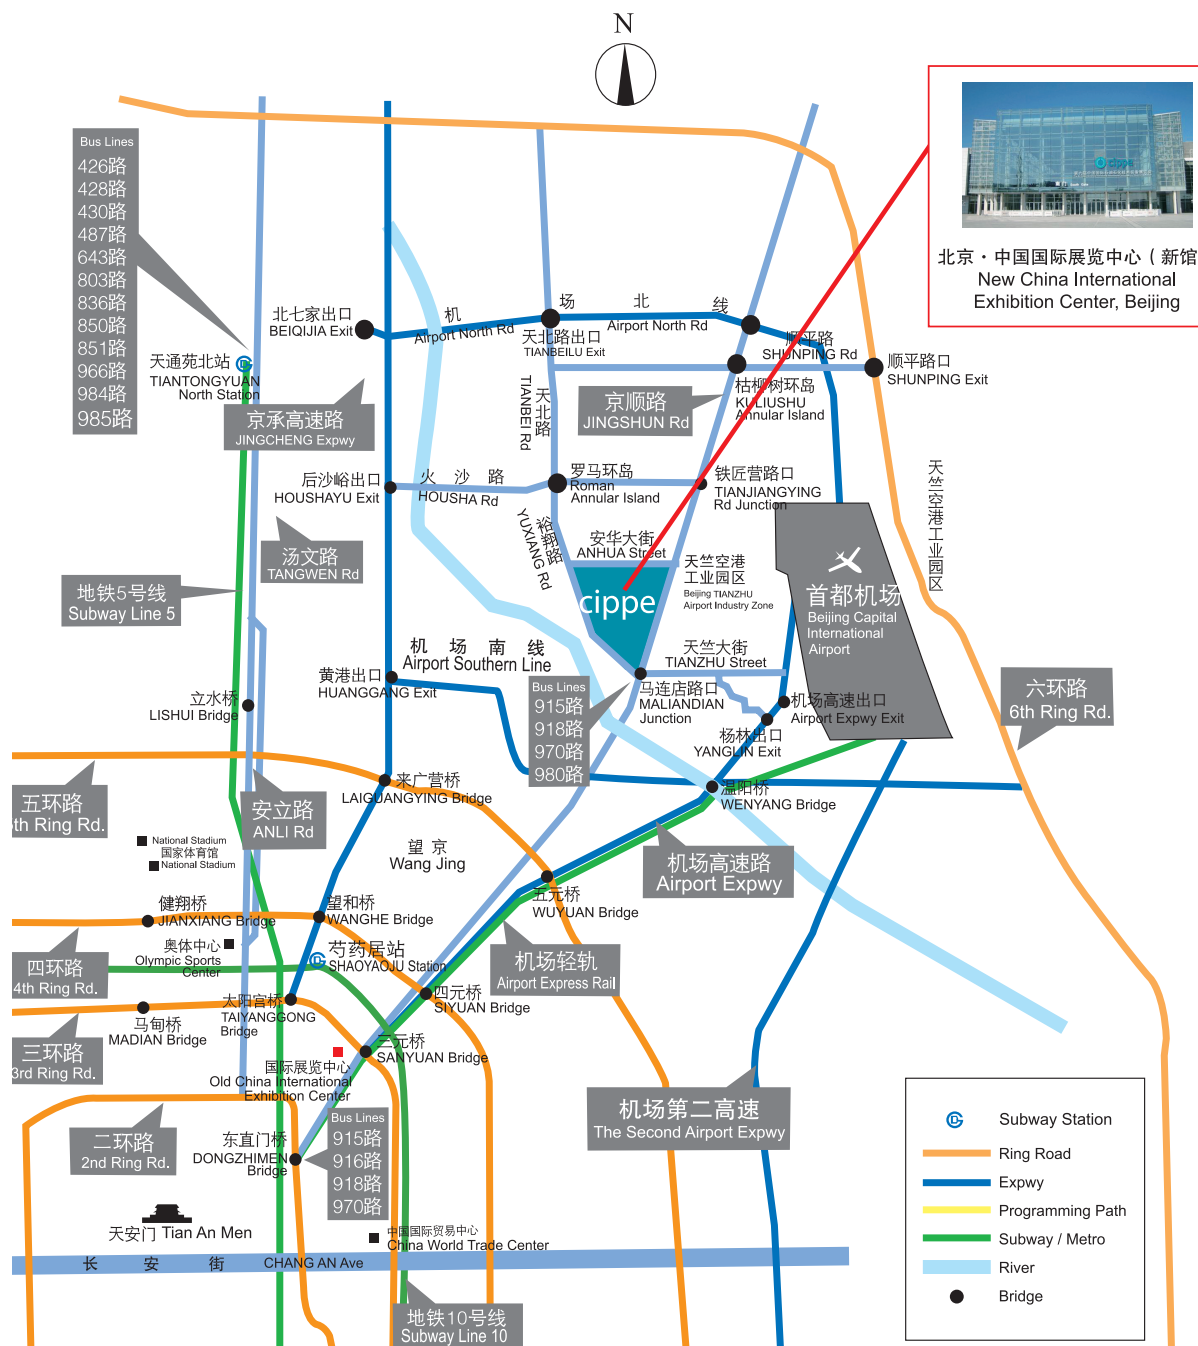 N
cippe
北京·中国国际展览中心(新馆
New China International
Exhibition Center, Beijing
Bus Lines
426路
428路
430路
487路
643路
803路
836路
850路
851路
966路
984路
985路
北七家出口
BEIQIJIA Exit
机 场 北 线
Airport North Rd
Airport North Rd
天北路出口
TIANBEILU Exit
顺平路
SHUNPING Rd
顺平路口
SHUNPING Exit
天通苑北站
TIANTONGYUAN
North Station
京承高速路
JINGCHENG Expwy
天北路
TIANBEI Rd
京顺路
JINGSHUN Rd
枯柳树环岛
KULIUSHU
Annular Island
后沙峪出口
HOUSHAYU Exit
火 沙 路
HOUSHA Rd
罗马环岛
Roman
Annular Island
铁匠营路口
TIANJIANGYING
Rd Junction
天竺空港工业园区
裕翔路
YUXIANG Rd
安华大街
ANHUA Street
汤文路
TANGWEN Rd
地铁5号线
Subway Line 5
天竺空港
工业园区
Beijing TIANZHU
Airport Industry Zone
cippe
首都机场
Beijing Capital
International
Airport
机 场 南 线
Airport Southern Line
天竺大街
TIANZHU Street
黄港出口
HUANGGANG Exit
Bus Lines
915路
918路
970路
980路
马连店路口
MALIANDIAN
Junction
机场高速出口
Airport Expwy Exit
杨林出口
YANGLIN Exit
六环路
6th Ring Rd.
立水桥
LISHUI Bridge
来广营桥
LAIGUANGYING Bridge
温阳桥
WENYANG Bridge
五环路
th Ring Rd.
安立路
ANLI Rd
National Stadium
国家体育馆
National Stadium
望京
Wang Jing
机场高速路
Airport Expwy
五元桥
WUYUAN Bridge
健翔桥
JIANXIANG Bridge
望和桥
WANGHE Bridge
奥体中心
Olympic Sports
Center
芍药居站
SHAOYAOJU Station
机场轻轨
Airport Express Rail
四环路
4th Ring Rd.
四元桥
SIYUAN Bridge
太阳宫桥
TAIYANGGONG
Bridge
马甸桥
MADIAN Bridge
三环路
3rd Ring Rd.
三元桥
SANYUAN Bridge
国际展览中心
Old China International
Exhibition Center
机场第二高速
The Second Airport Expwy
二环路
2nd Ring Rd.
东直门桥
DONGZHIMEN
Bridge
Bus Lines
915路
916路
918路
970路
天安门 Tian An Men
中国国际贸易中心
China World Trade Center
长 安 街 CHANG AN Ave
地铁10号线
Subway Line 10
Subway Station
Ring Road
Expwy
Programming Path
Subway / Metro
River
Bridge